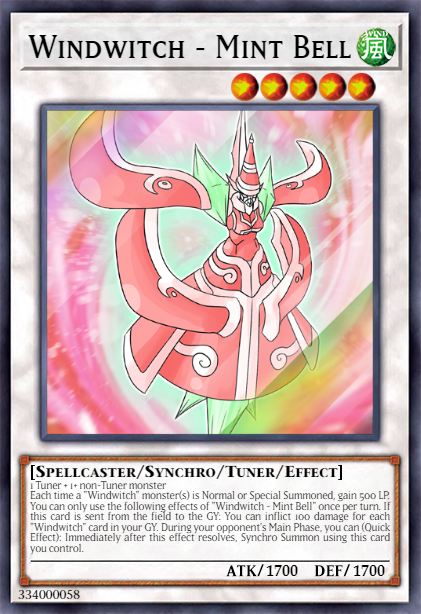 Windwitch - Mint Bell
WIND
風
[Spellcaster/Synchro/Tuner/Effect]
1 Tuner + 1+ non-Tuner monster
Each time a "Windwitch" monster(s) is Normal or Special Summoned, gain 500 LP.
You can only use the following effects of "Windwitch - Mint Bell" once per turn. If
this card is sent from the field to the GY: You can inflict 100 damage for each
"Windwitch" card in your GY. During your opponent's Main Phase, you can (Quick
Effect): Immediately after this effect resolves, Synchro Summon using this card
you control.
ATK/1700 DEF/1700
334000058